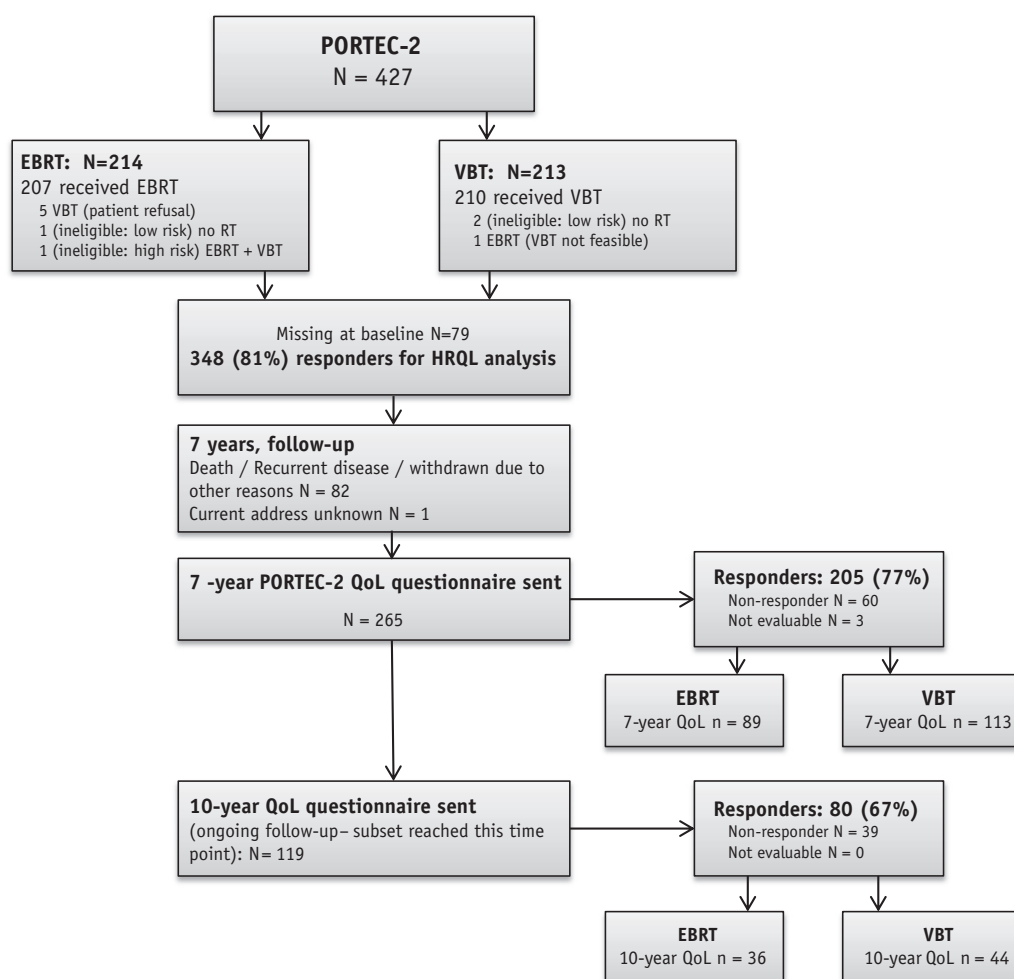 PORTEC-2
N = 427
EBRT:  N=214
207 received EBRT
5 VBT (patient refusal)
1 (ineligible: low risk) no RT
1 (ineligible: high risk) EBRT + VBT
VBT: N=213
210 received VBT
2 (ineligible: low risk) no RT
1 EBRT (VBT not feasible)
Missing at baseline N=79
348 (81%) responders for HRQL analysis
7 years, follow-up
Death / Recurrent disease / withdrawn due to
other reasons N = 82
Current address unknown N = 1
7 -year PORTEC-2 QoL questionnaire sent
N = 265
Responders: 205 (77%)
Non-responder N = 60
Not evaluable N = 3
EBRT
7-year QoL n = 89
VBT
7-year QoL n = 113
10-year QoL questionnaire sent
(ongoing follow-up– subset reached this time
point): N= 119
Responders: 80 (67%)
Non-responder N = 39
Not evaluable N = 0
EBRT
10-year QoL n = 36
VBT
10-year QoL n = 44